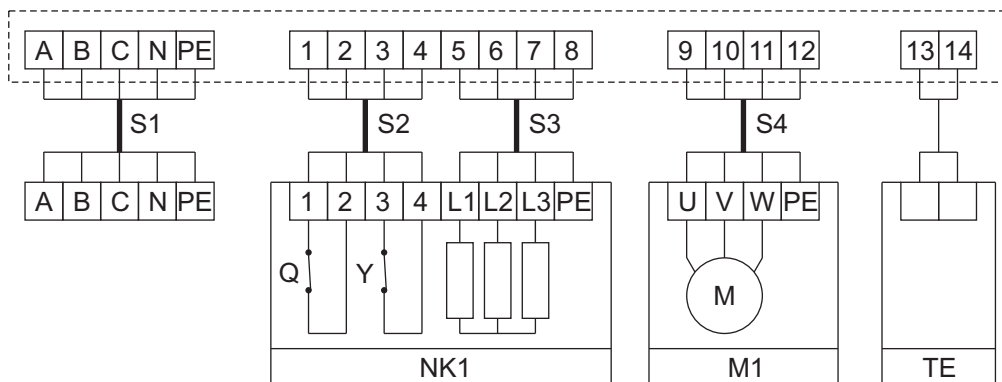 A B C N PE 1 2 3 4 5 6 7 8 9 10 11 12 13 14
S1 S2 S3 S4
A B C N PE 1 2 3 4 L1 L2 L3 PE U V W PE
Q Y M
NK1 M1 TE